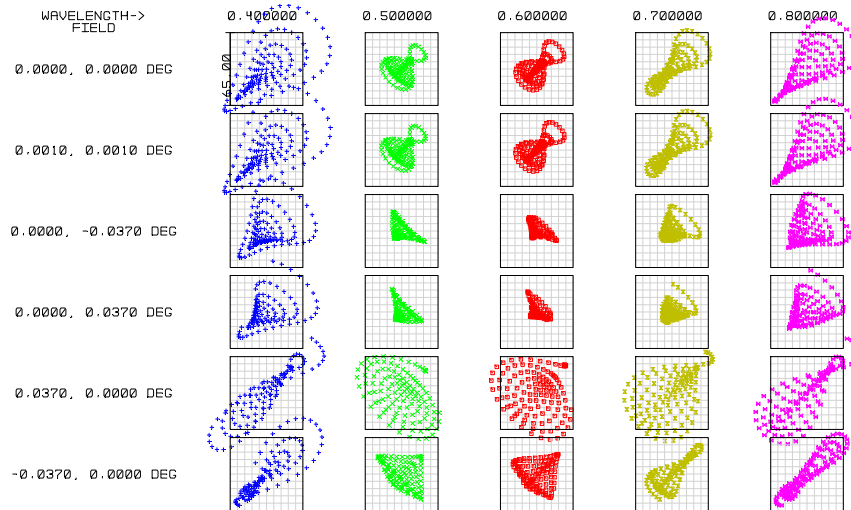 WAVELENGTH-> 0.400000 0.500000 0.600000 0.700000 0.800000
FIELD
0.0000, 0.0000 DEG
65.00
0.0010, 0.0010 DEG
0.0000, -0.0370 DEG
0.0000, 0.0370 DEG
0.0370, 0.0000 DEG
-0.0370, 0.0000 DEG